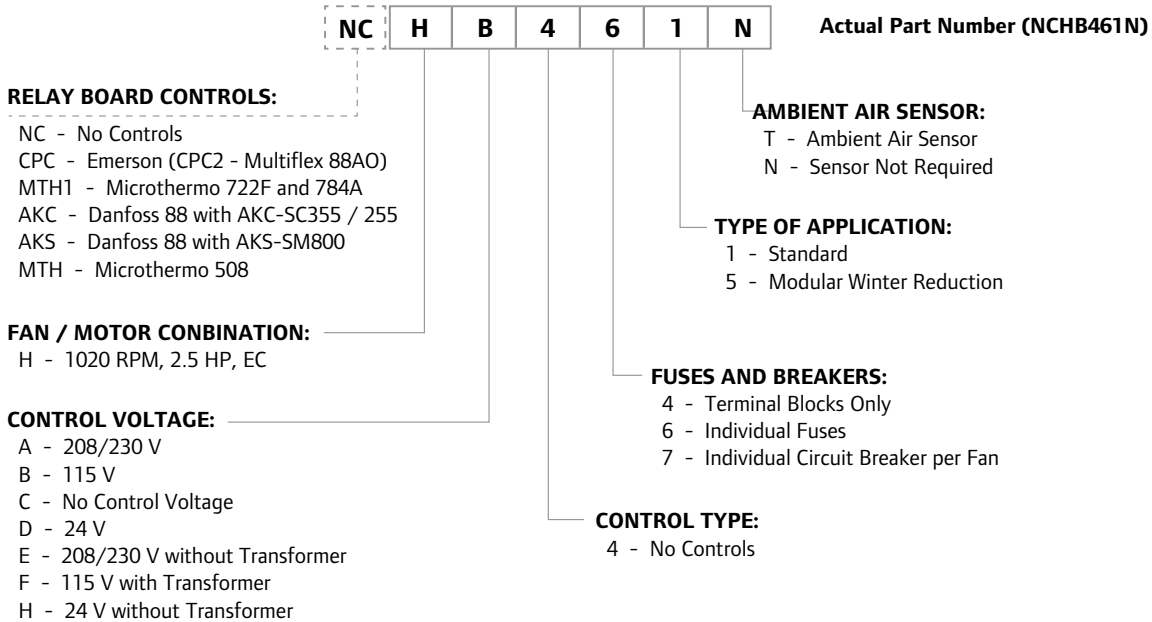 NC H B 4 6 1 N Actual Part Number (NCHB461N)
RELAY BOARD CONTROLS:
NC - No Controls
CPC - Emerson (CPC2 - Multiflex 88AO)
MTH1 - Microthermo 722F and 784A
AKC - Danfoss 88 with AKC-SC355 / 255
AKS - Danfoss 88 with AKS-SM800
MTH - Microthermo 508
FAN / MOTOR CONBINATION:
H - 1020 RPM, 2.5 HP, EC
CONTROL VOLTAGE:
A - 208/230 V
B - 115 V
C - No Control Voltage
D - 24 V
E - 208/230 V without Transformer
F - 115 V with Transformer
H - 24 V without Transformer
AMBIENT AIR SENSOR:
T - Ambient Air Sensor
N - Sensor Not Required
TYPE OF APPLICATION:
1 - Standard
5 - Modular Winter Reduction
FUSES AND BREAKERS:
4 - Terminal Blocks Only
6 - Individual Fuses
7 - Individual Circuit Breaker per Fan
CONTROL TYPE:
4 - No Controls